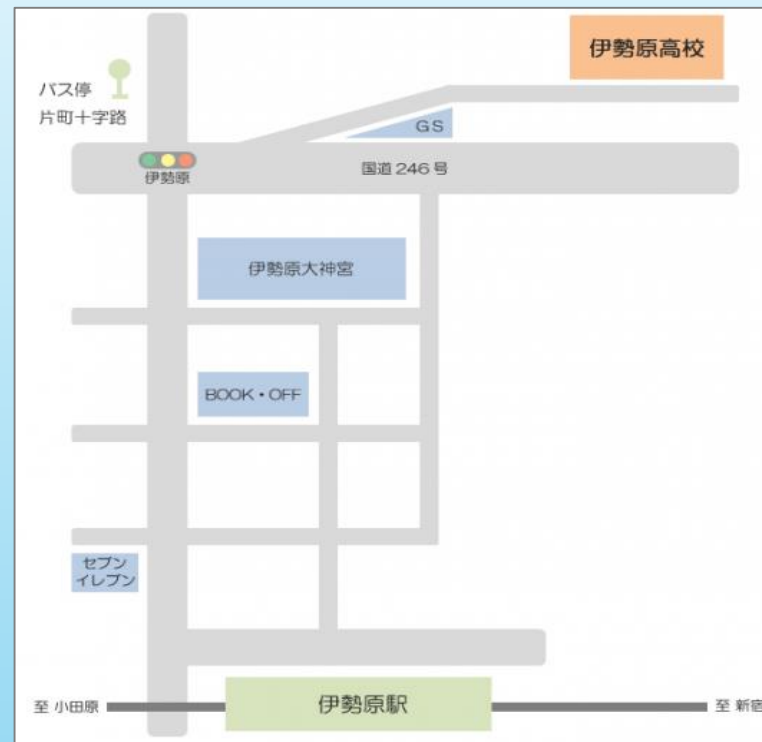 伊勢原高校
バス停
片町十字路
GS
伊勢原
国道246号
伊勢原大神宮
BOOK・OFF
セブン
イレブン
至 小田原
伊勢原駅
至 新宿